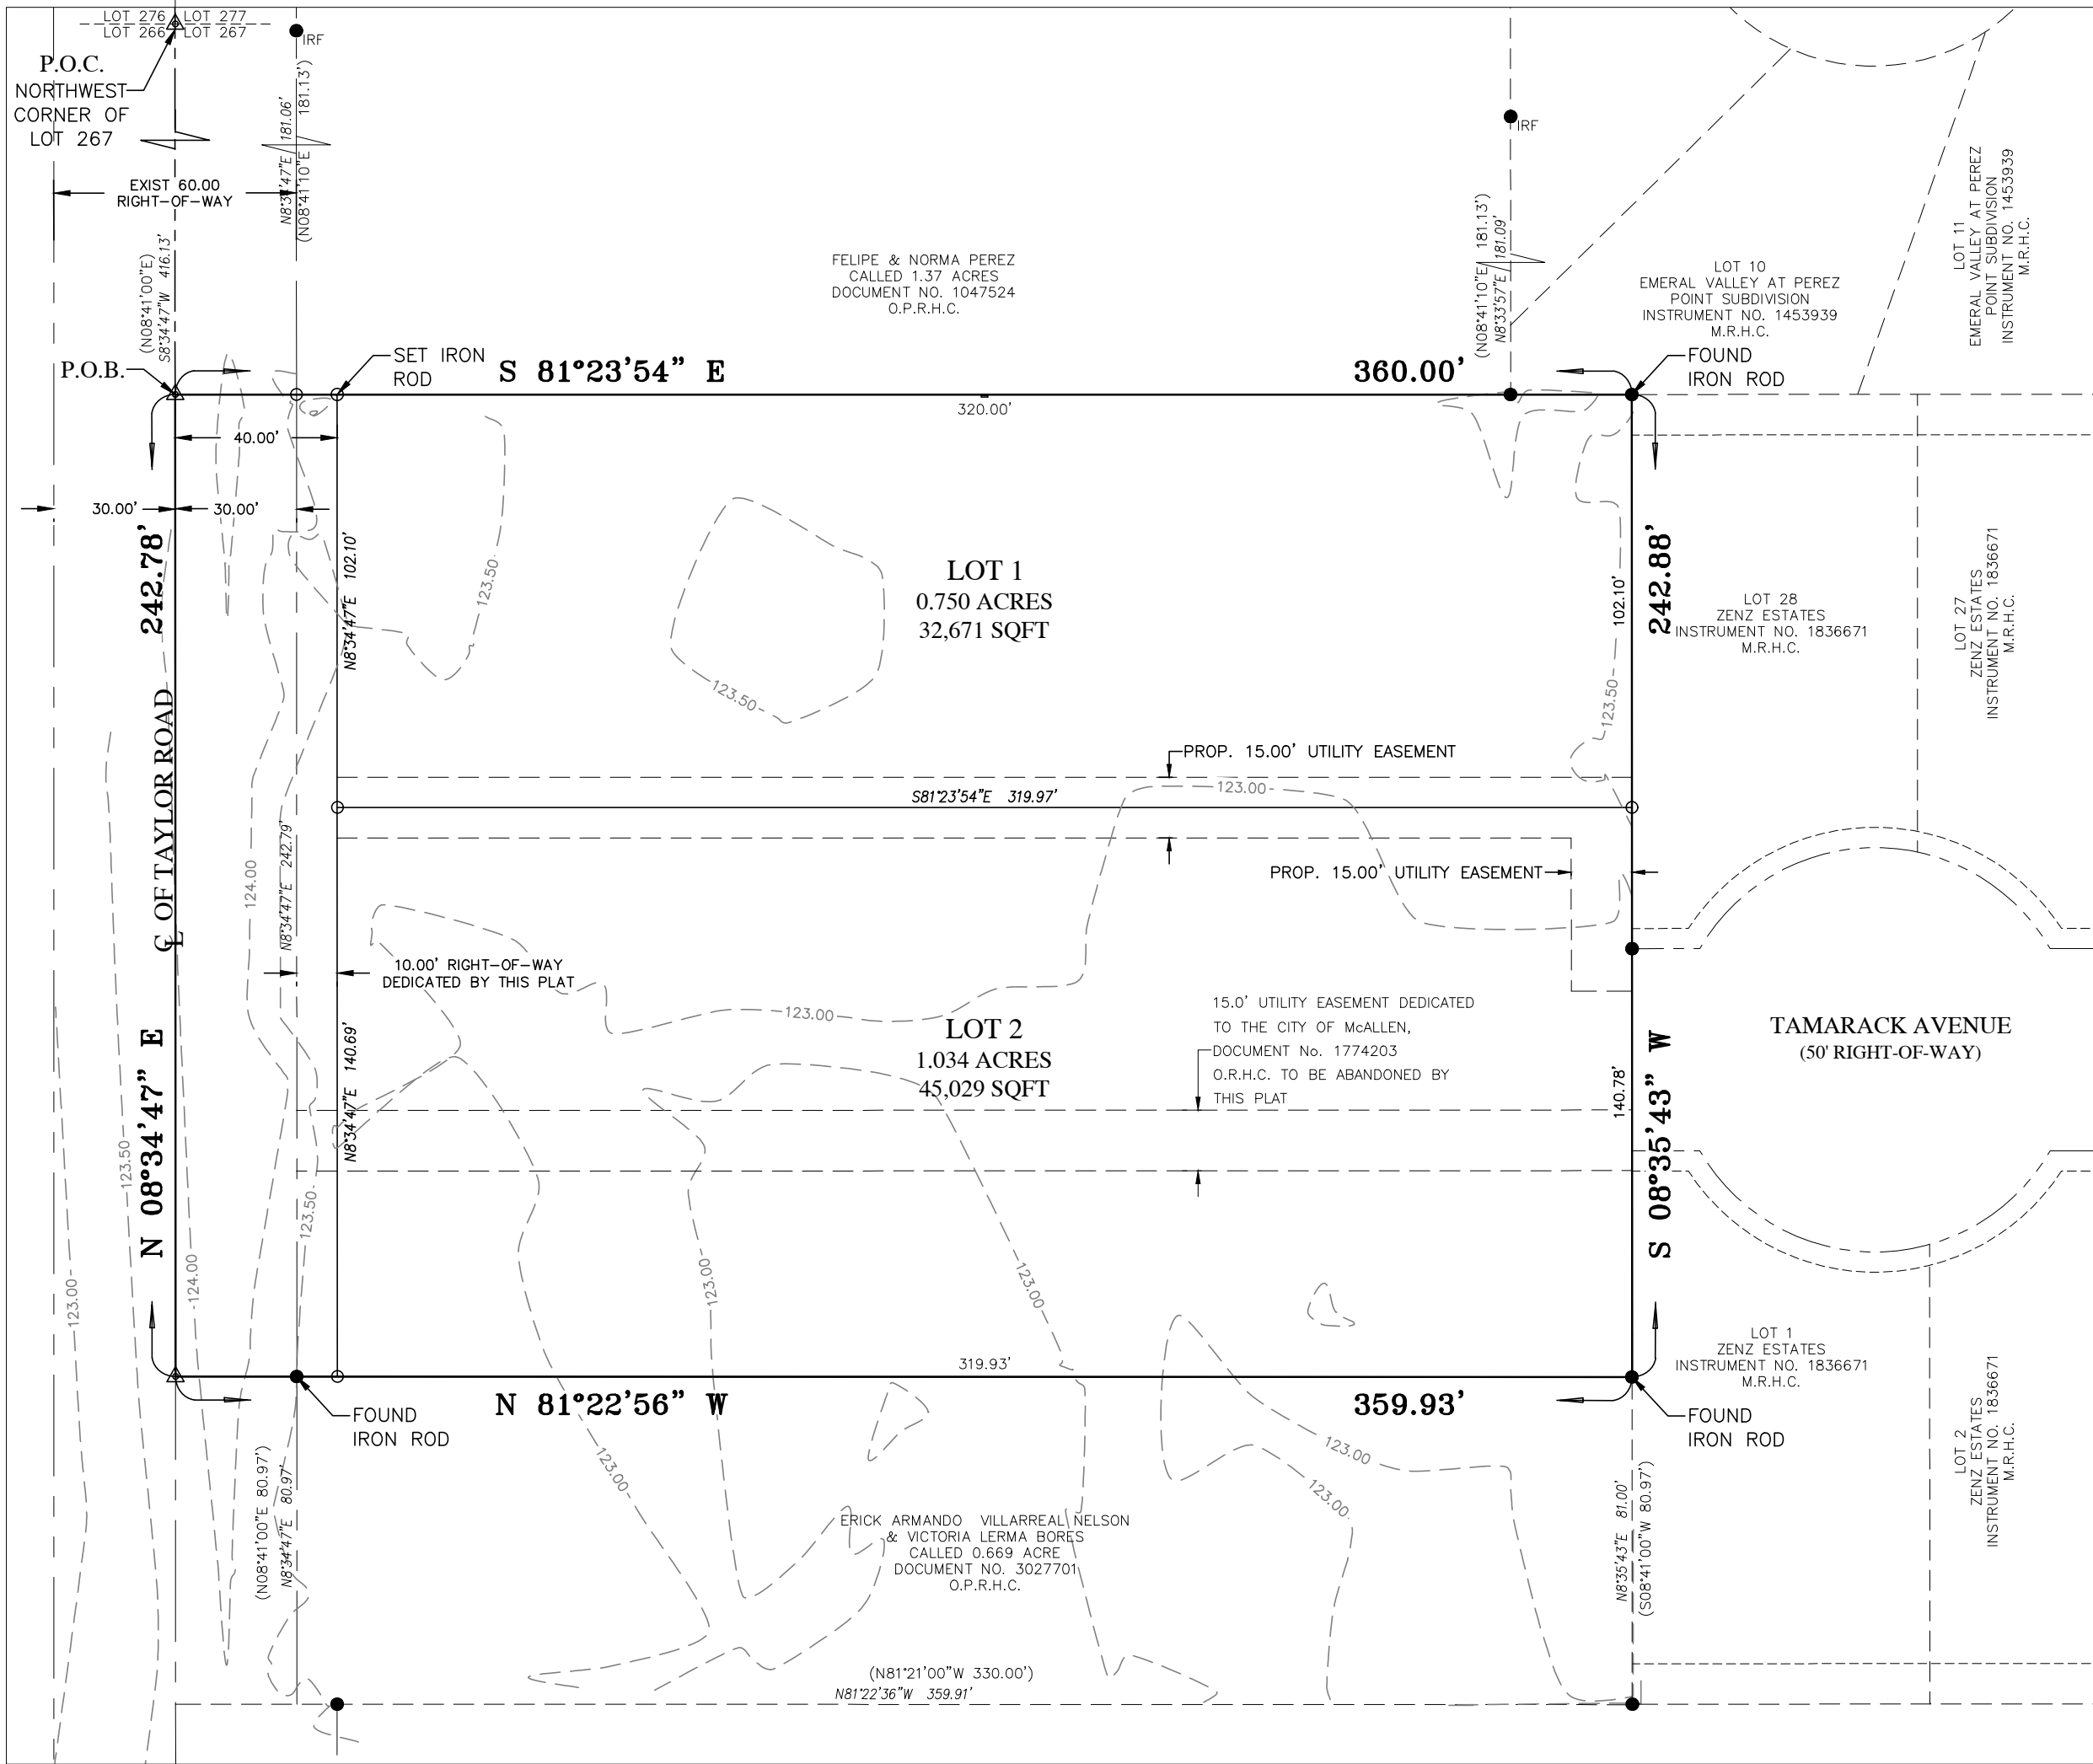 LOT 276
LOT 277
LOT 266
LOT 267
IRF
P.O.C.
NORTHWEST
CORNER OF
LOT 267
N8°34'47"E 181.06'
(N08°41'10"E 181.13')
EXIST 60.00
RIGHT-OF-WAY
(N08°41'00"E)
S8°34'47"W 416.13'
IRF
(N08°41'10"E 181.13')
N8°33'57"E 181.09'
FELIPE & NORMA PEREZ
CALLED 1.37 ACRES
DOCUMENT NO. 1047524
O.P.R.H.C.
LOT 10
EMERAL VALLEY AT PEREZ
POINT SUBDIVISION
INSTRUMENT NO. 1453939
M.R.H.C.
LOT 11
EMERAL VALLEY AT PEREZ
POINT SUBDIVISION
INSTRUMENT NO. 1453939
M.R.H.C.
P.O.B.
SET IRON
ROD
S 81°23'54" E
360.00'
FOUND
IRON ROD
320.00'
40.00'
30.00'
30.00'
242.78'
N8°34'47"E 102.10'
123.50
LOT 1
0.750 ACRES
32,671 SQFT
123.50
102.10'
242.88'
123.50
LOT 28
ZENZ ESTATES
INSTRUMENT NO. 1836671
M.R.H.C.
LOT 27
ZENZ ESTATES
INSTRUMENT NO. 1836671
M.R.H.C.
PROP. 15.00' UTILITY EASEMENT
S81°23'54"E 319.97'
123.00
PROP. 15.00' UTILITY EASEMENT
CL OF TAYLOR ROAD
124.00
N8°34'47"E 242.79'
10.00' RIGHT-OF-WAY
DEDICATED BY THIS PLAT
123.00
LOT 2
1.034 ACRES
45,029 SQFT
15.0' UTILITY EASEMENT DEDICATED
TO THE CITY OF McALLEN,
DOCUMENT No. 1774203
O.R.H.C. TO BE ABANDONED BY
THIS PLAT
TAMARACK AVENUE
(50' RIGHT-OF-WAY)
N 08°34'47" E
N8°34'47"E 140.69'
140.78'
S 08°35'43" W
123.50
123.50
124.00
123.00
123.00
123.00
319.93'
N 81°22'56" W
359.93'
FOUND
IRON ROD
FOUND
IRON ROD
LOT 1
ZENZ ESTATES
INSTRUMENT NO. 1836671
M.R.H.C.
LOT 2
ZENZ ESTATES
INSTRUMENT NO. 1836671
M.R.H.C.
(N08°41'00"E 80.97')
N8°34'47"E 80.97'
123.00
123.00
123.00
ERICK ARMANDO VILLARREAL NELSON
& VICTORIA LERMA BORES
CALLED 0.669 ACRE
DOCUMENT NO. 3027701
O.P.R.H.C.
N8°35'43"E 81.00'
(S08°41'00"W 80.97')
(N81°21'00"W 330.00')
N81°22'36"W 359.91'